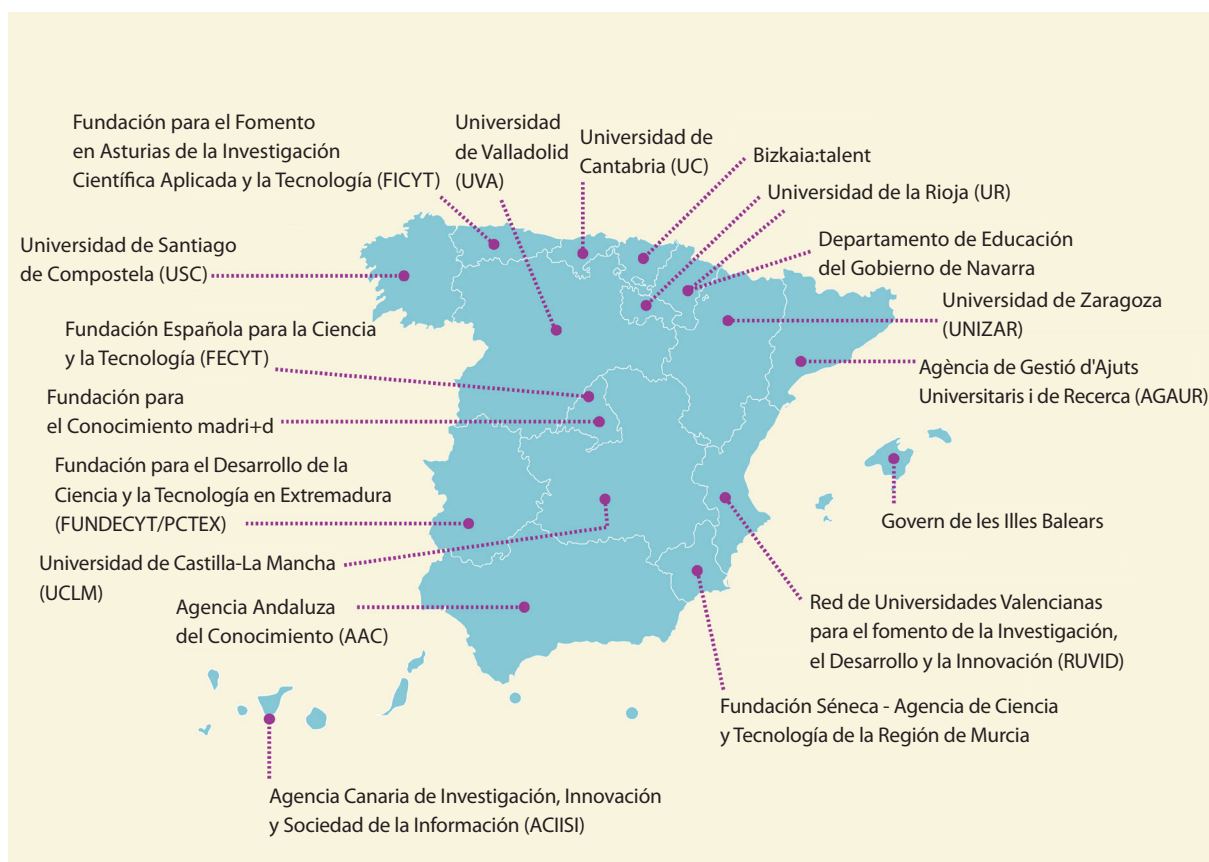 Fundación para el Fomento
en Asturias de la Investigación
Científica Aplicada y la Tecnología (FICYT)
Universidad
de Valladolid
(UVA)
Universidad de
Cantabria (UC)
Bizkaia:talent
Universidad de la Rioja (UR)
Departamento de Educación
del Gobierno de Navarra
Universidad de Santiago
de Compostela (USC)
Universidad de Zaragoza
(UNIZAR)
Fundación Española para la Ciencia
y la Tecnología (FECYT)
Agència de Gestió d'Ajuts
Universitaris i de Recerca (AGAUR)
Fundación para
el Conocimiento madri+d
Fundación para el Desarrollo de la
Ciencia y la Tecnología en Extremadura
(FUNDECYT/PCTEX)
Govern de les Illes Balears
Universidad de Castilla-La Mancha
(UCLM)
Agencia Andaluza
del Conocimiento (AAC)
Red de Universidades Valencianas
para el fomento de la Investigación,
el Desarrollo y la Innovación (RUVID)
Fundación Séneca - Agencia de Ciencia
y Tecnología de la Región de Murcia
Agencia Canaria de Investigación, Innovación
y Sociedad de la Información (ACIISI)